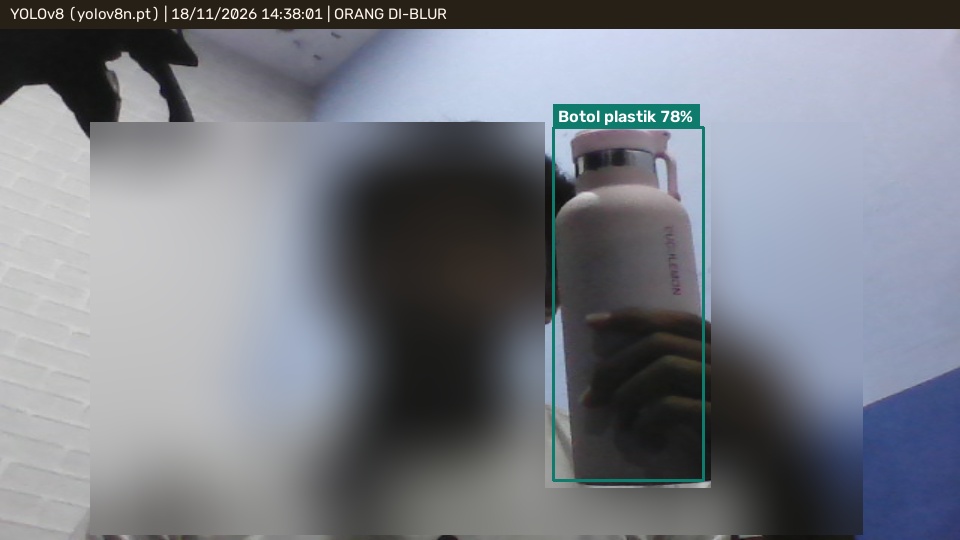 YOLOv8 (yolov8n.pt) | 18/11/2026 14:38:01 | ORANG DI-BLUR
Botol plastik 78%